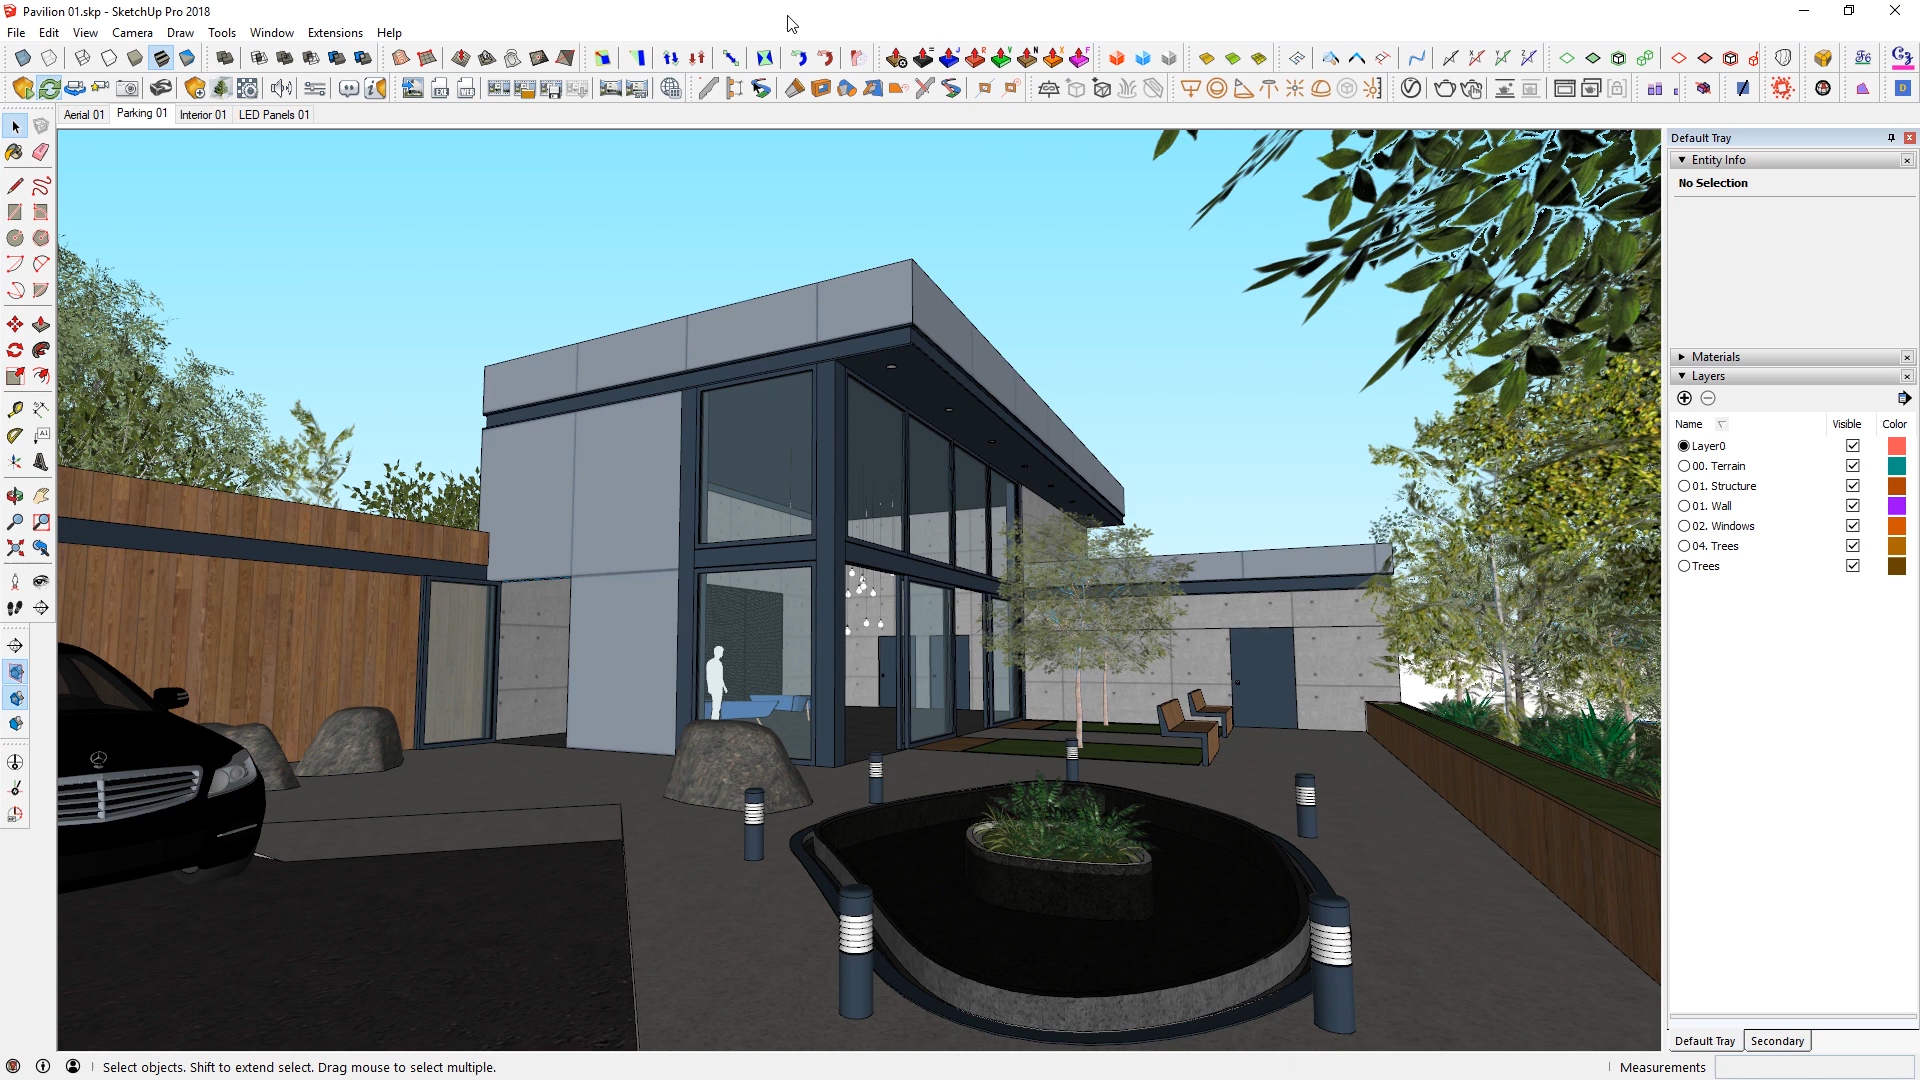 Pavilion 01.skp - SketchUp Pro 2018
File Edit View Camera Draw Tools Window Extensions Help
Aerial 01 Parking 01 Interior 01 LED Panels 01
Default Tray
Entity Info
No Selection
Materials
Layers
Name Visible Color
Layer0
00. Terrain
01. Structure
01. Wall
02. Windows
04. Trees
Trees
Default Tray Secondary
Select objects. Shift to extend select. Drag mouse to select multiple.
Measurements